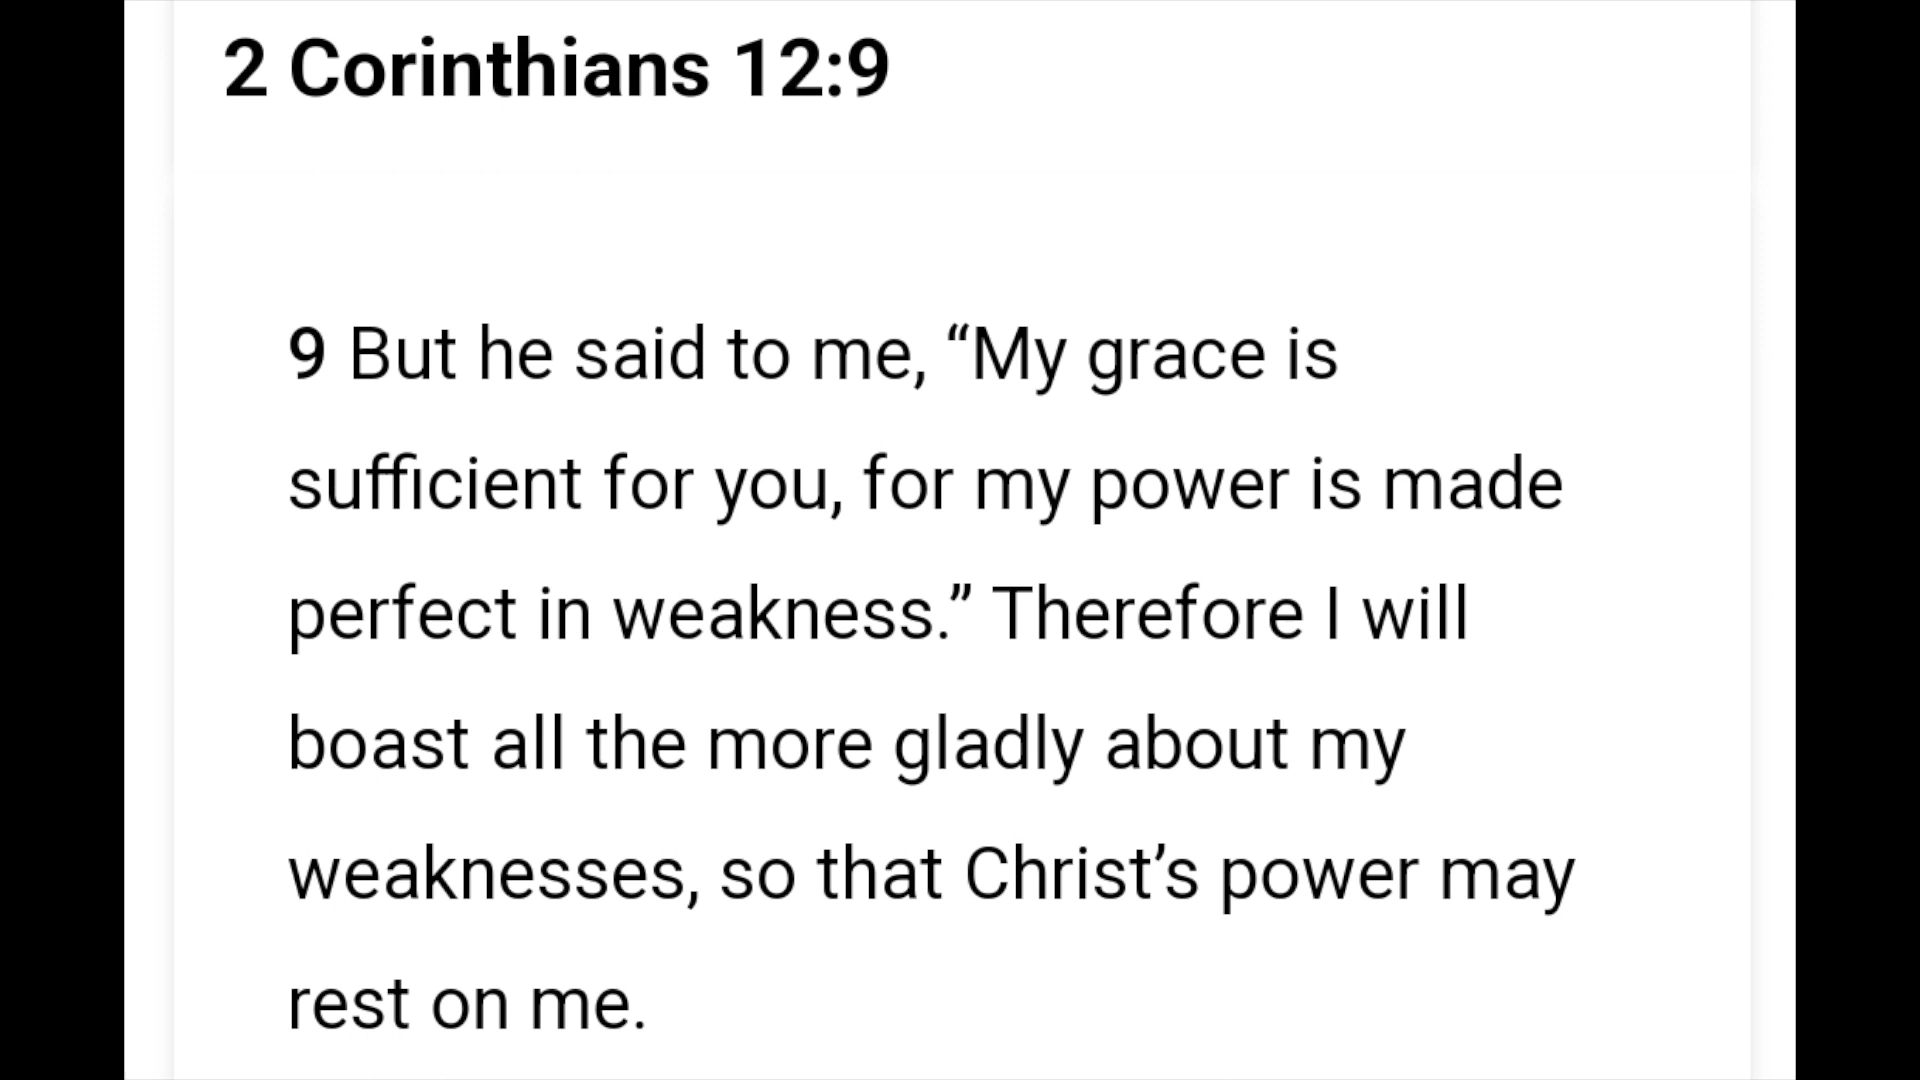 2 Corinthians 12:9
9 But he said to me, “My grace is
sufficient for you, for my power is made
perfect in weakness.” Therefore I will
boast all the more gladly about my
weaknesses, so that Christ’s power may
rest on me.